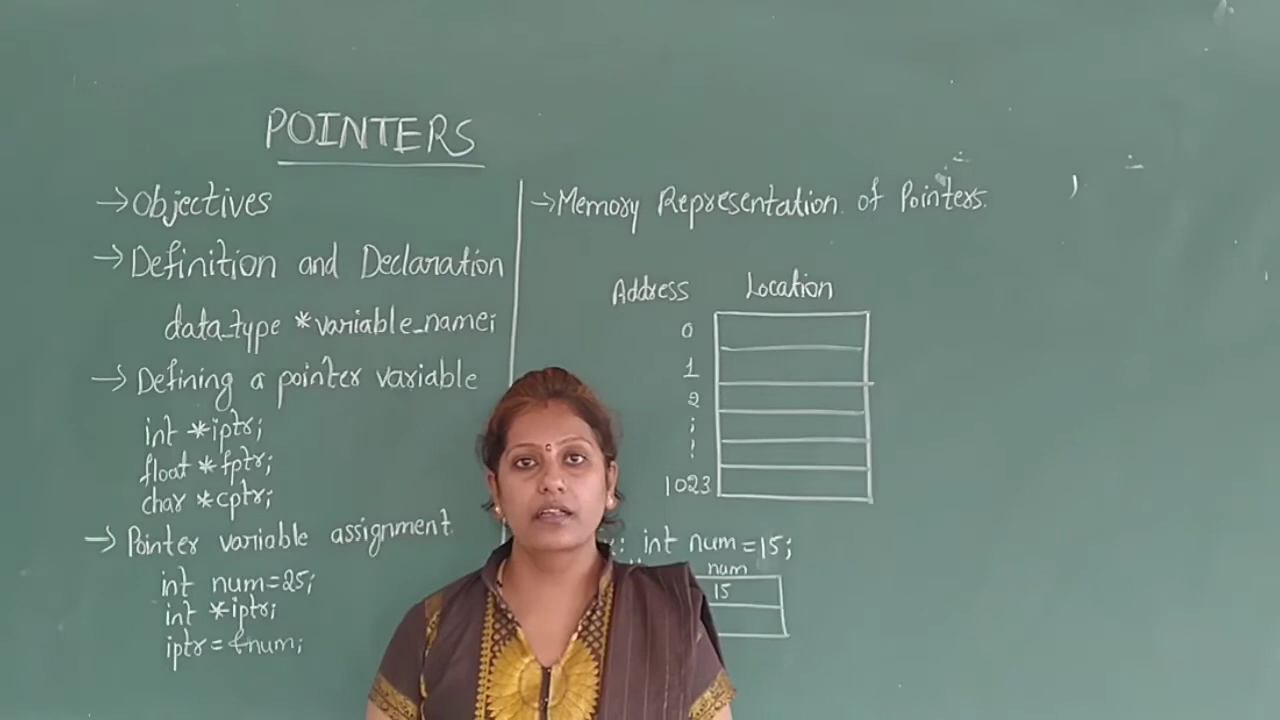 POINTERS
→ Objectives
→ Definition and Declaration
data_type *variable_name;
→ Defining a pointer variable
int *iptr;
float *fptr;
char *cptr;
→ Pointer variable assignment
int num=25;
int *iptr;
iptr=&num;
→ Memory Representation of Pointers.
Address Location
0
1
2
1023
: int num=15;
num
15